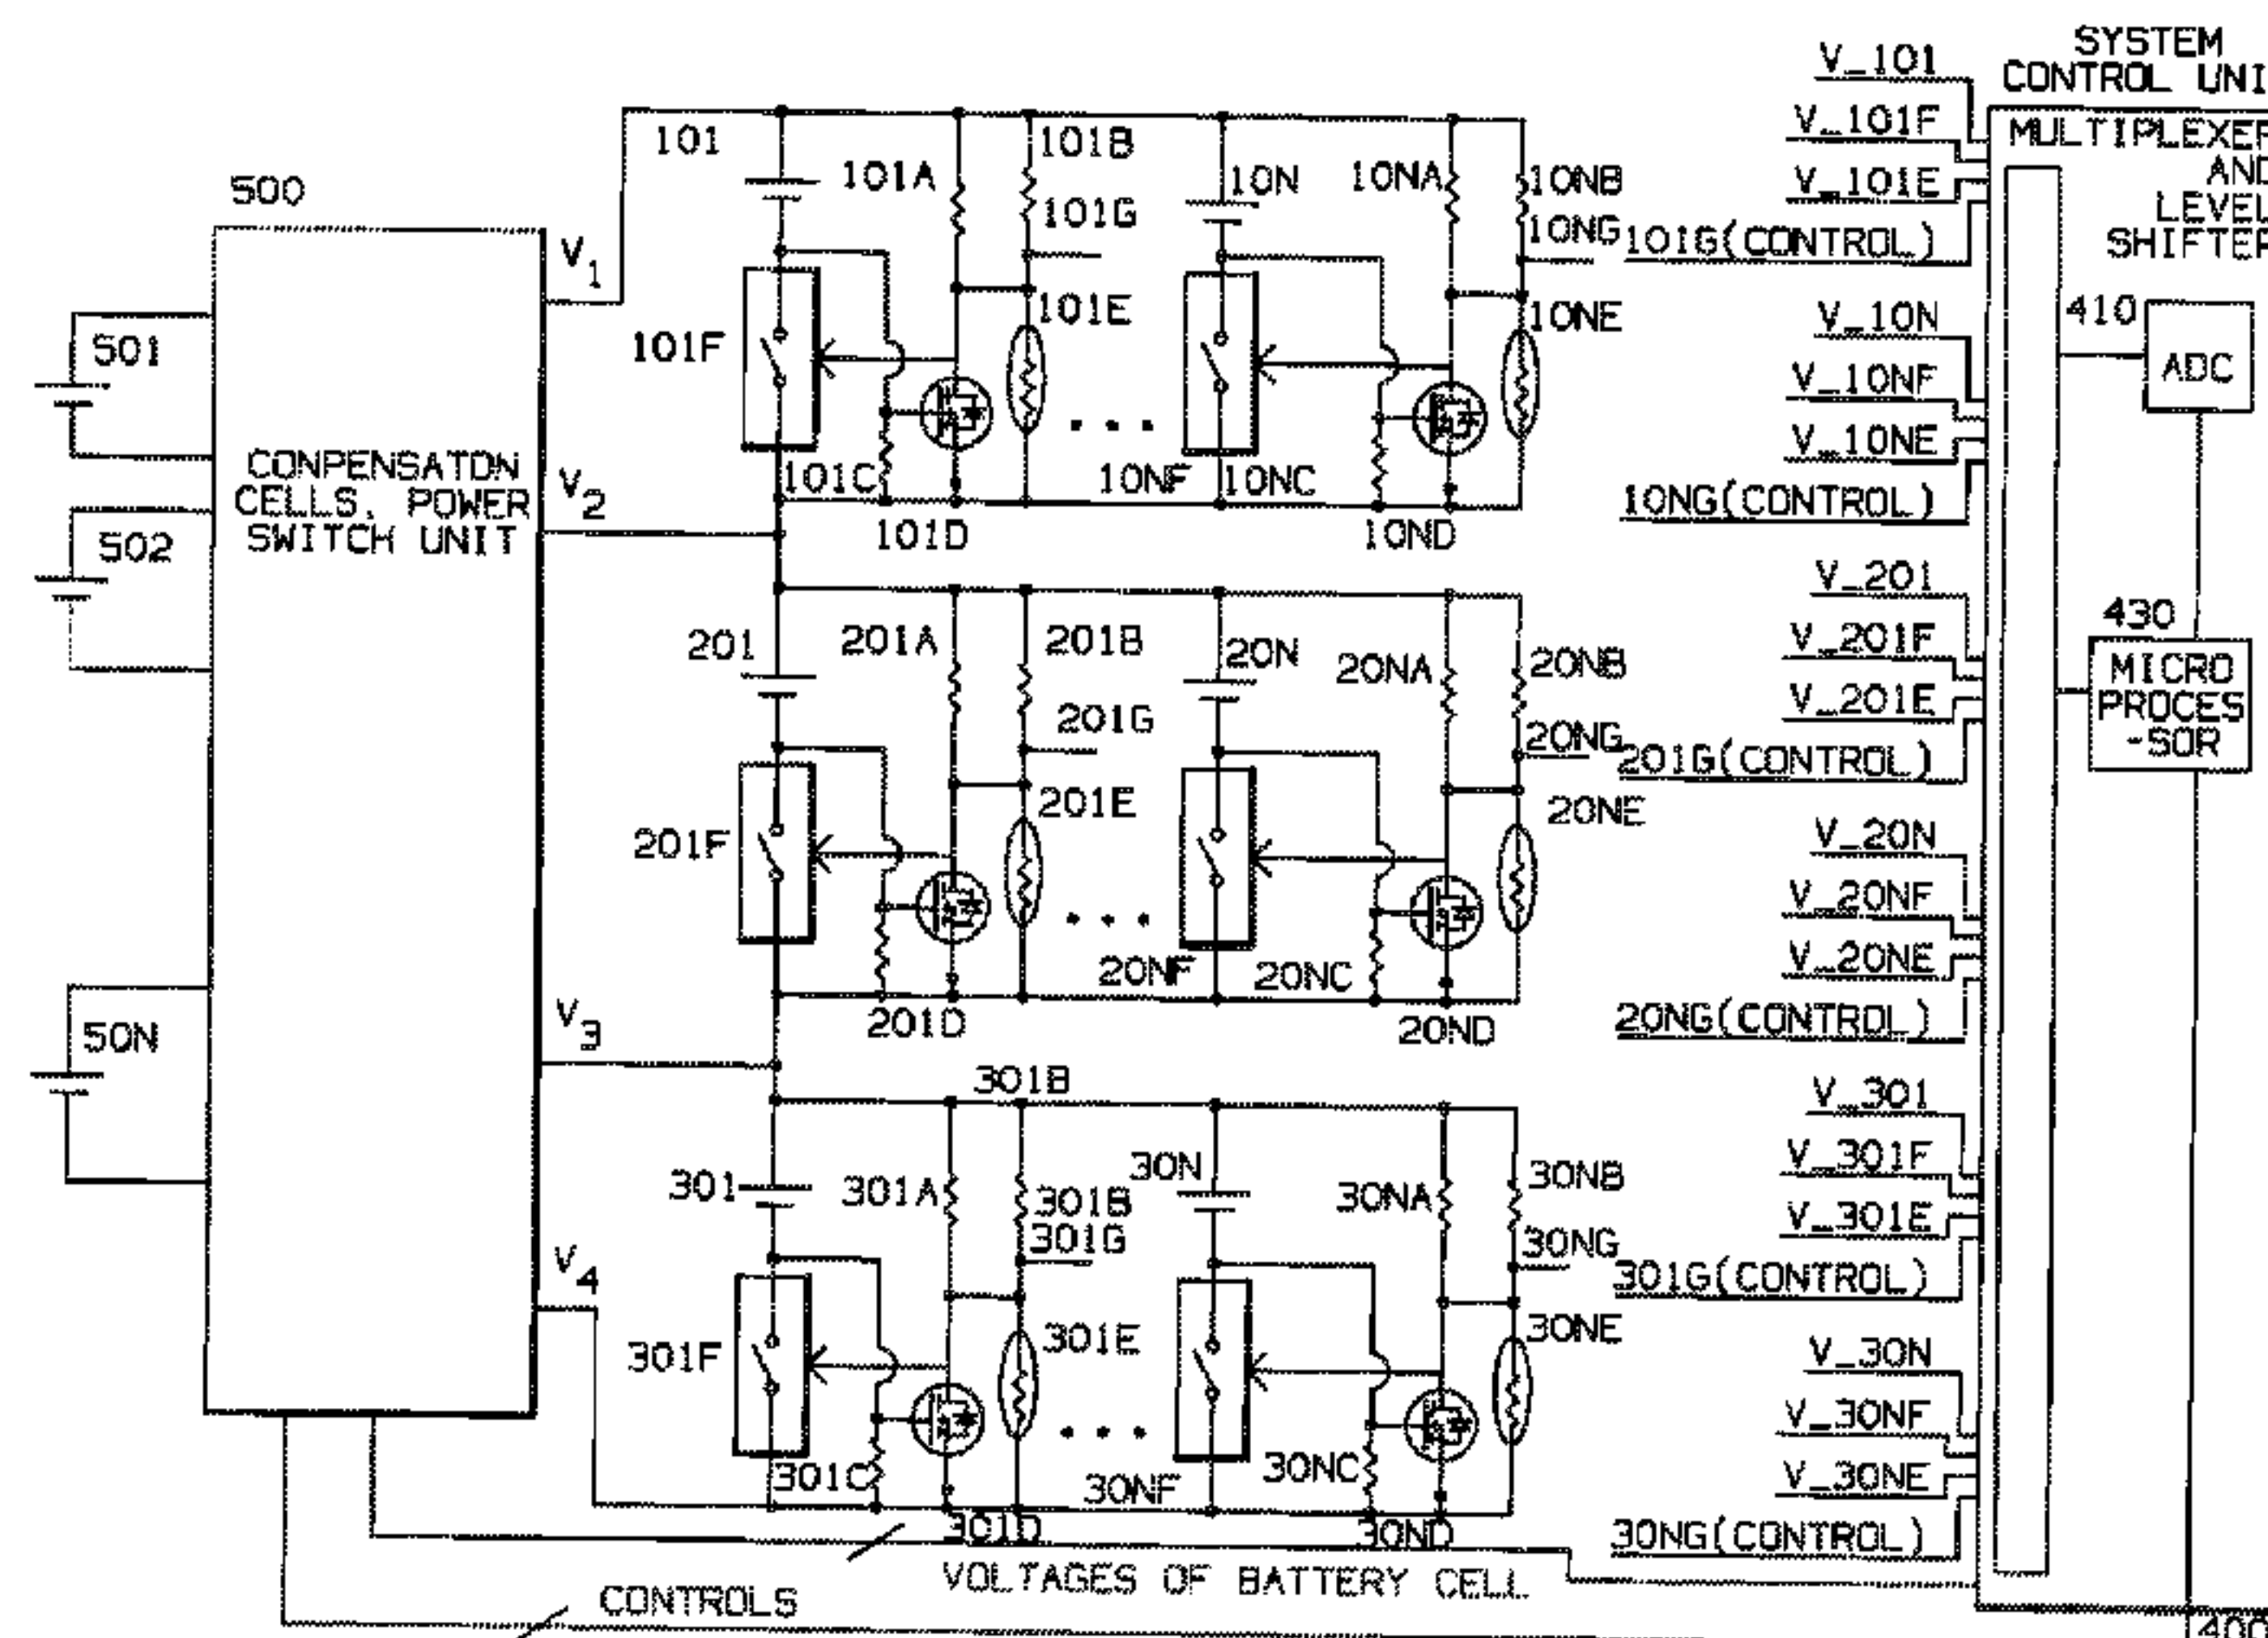 500
501
502
50N
CONPENSATON
CELLS, POWER
SWITCH UNIT
V1
V2
V3
V4
101
101A
101B
101G
101E
101F
101C
101D
10N
10NA
10NB
10NG
10NE
10NF
10NC
10ND
201
201A
201B
201G
201E
201F
201D
20N
20NA
20NB
20NG
20NE
20NF
20NC
20ND
301B
301
301A
301B
301G
301E
301F
301C
301D
30N
30NA
30NB
30NG
30NE
30NF
30NC
30ND
VOLTAGES OF BATTERY CELL
CONTROLS
SYSTEM
CONTROL UNI
MULTIPLEXER
AND
LEVEL
SHIFTER
V_101
V_101F
V_101E
101G(CONTROL)
V_10N
V_10NF
V_10NE
10NG(CONTROL)
V_201
V_201F
V_201E
201G(CONTROL)
V_20N
V_20NF
V_20NE
20NG(CONTROL)
V_301
V_301F
V_301E
301G(CONTROL)
V_30N
V_30NF
V_30NE
30NG(CONTROL)
410
ADC
430
MICRO
PROCES
-SOR
400